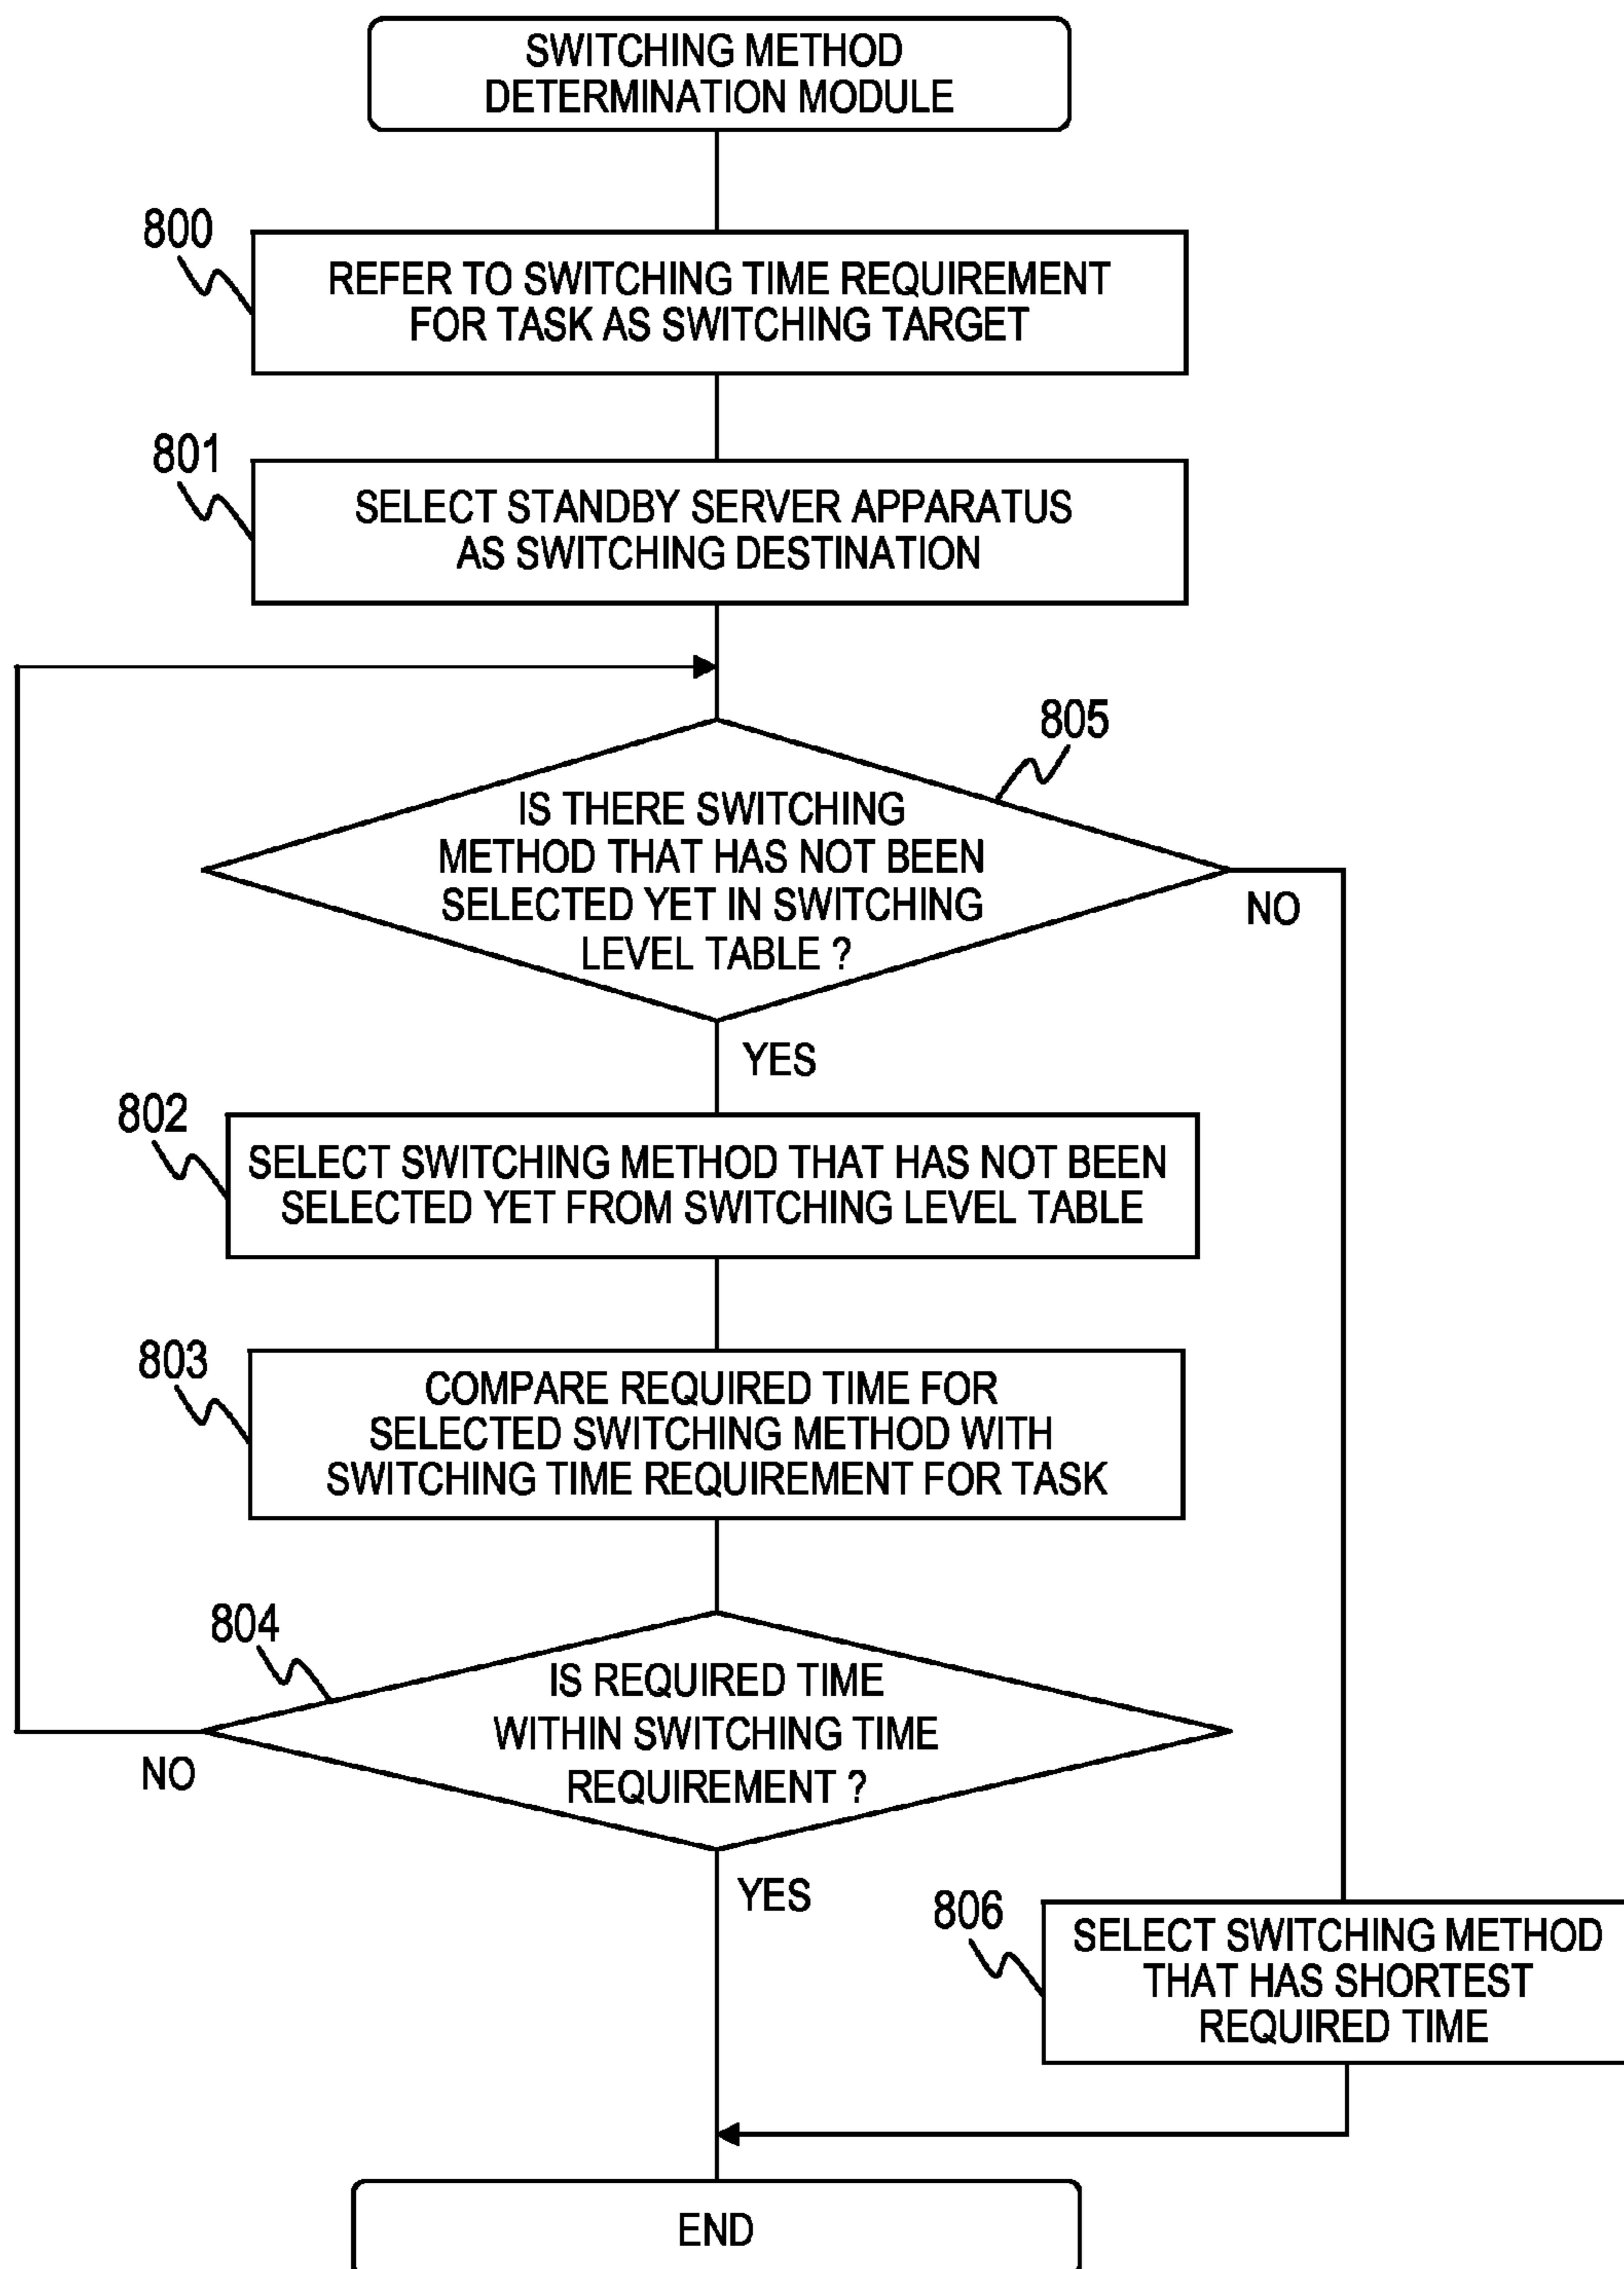 SWITCHING METHOD
DETERMINATION MODULE
800
REFER TO SWITCHING TIME REQUIREMENT
FOR TASK AS SWITCHING TARGET
801
SELECT STANDBY SERVER APPARATUS
AS SWITCHING DESTINATION
805
IS THERE SWITCHING
METHOD THAT HAS NOT BEEN
SELECTED YET IN SWITCHING
LEVEL TABLE ?
NO
YES
802
SELECT SWITCHING METHOD THAT HAS NOT BEEN
SELECTED YET FROM SWITCHING LEVEL TABLE
803
COMPARE REQUIRED TIME FOR
SELECTED SWITCHING METHOD WITH
SWITCHING TIME REQUIREMENT FOR TASK
804
IS REQUIRED TIME
WITHIN SWITCHING TIME
REQUIREMENT ?
NO
YES
806
SELECT SWITCHING METHOD
THAT HAS SHORTEST
REQUIRED TIME
END